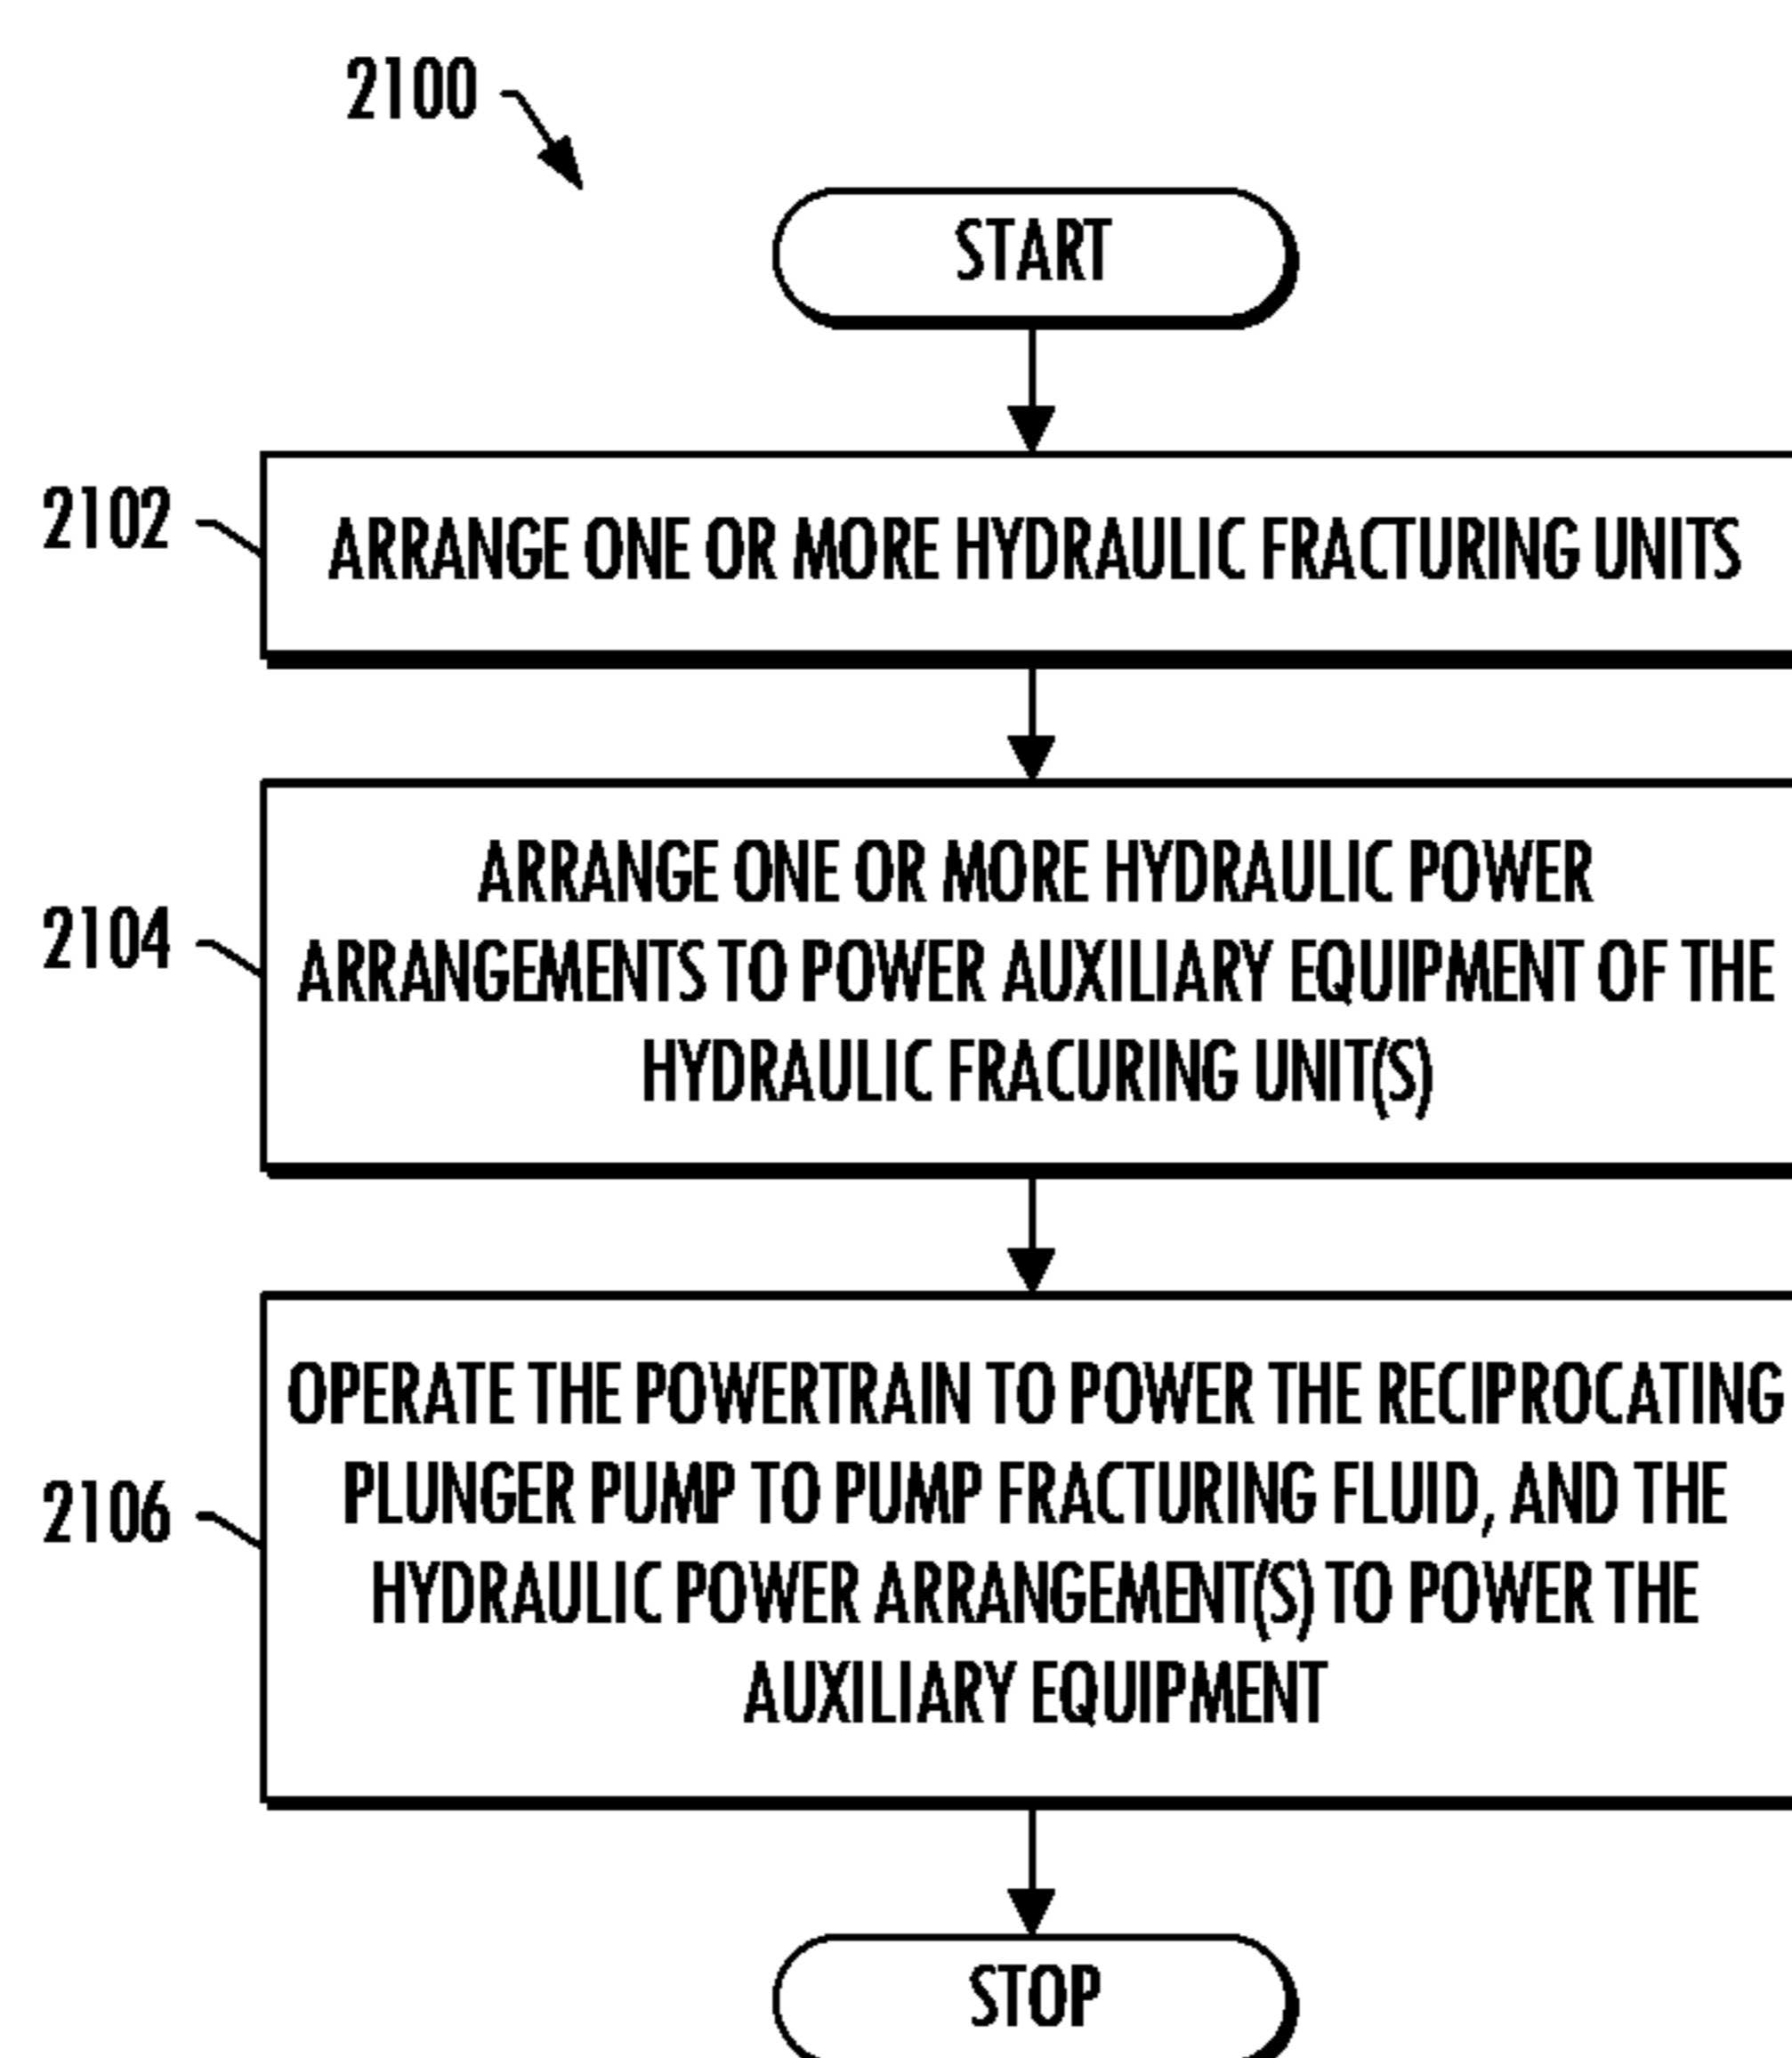 2100
START
2102
ARRANGE ONE OR MORE HYDRAULIC FRACTURING UNITS
ARRANGE ONE OR MORE HYDRAULIC POWER
2104
ARRANGEMENTS TO POWER AUXILIARY EQUIPMENT OF THE
HYDRAULIC FRACURING UNIT(S)
OPERATE THE POWERTRAIN TO POWER THE RECIPROCATING
PLUNGER PUMP TO PUMP FRACTURING FLUID, AND THE
2106
HYDRAULIC POWER ARRANGEMENT(S) TO POWER THE
AUXILIARY EQUIPMENT
STOP